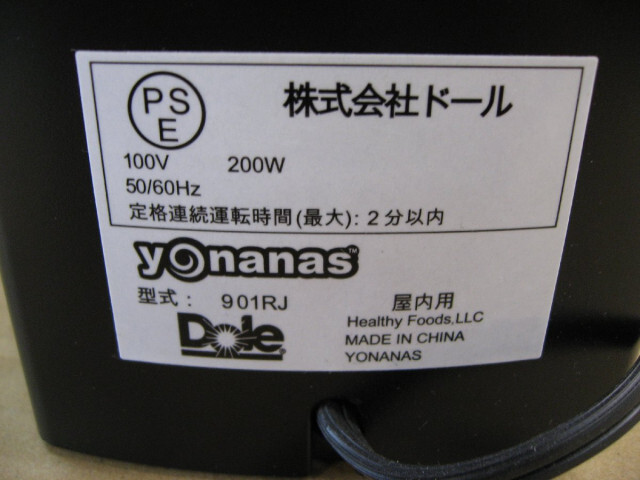 PS
E
株式会社ドール
100V 200W
50/60Hz
定格連続運転時間(最大): 2分以内
yonanas™
型式: 901RJ
屋内用
Dole®
Healthy Foods,LLC
MADE IN CHINA
YONANAS